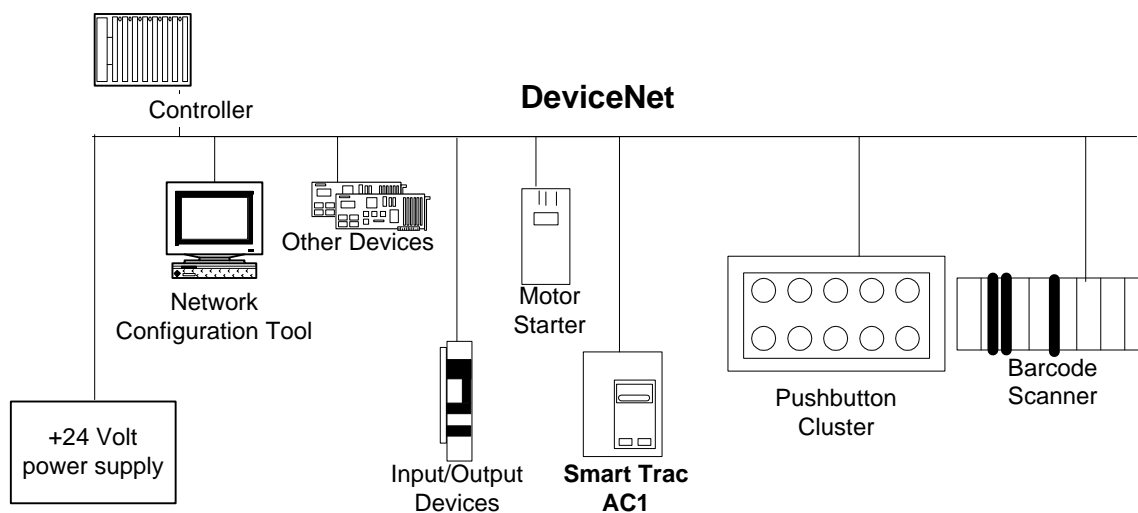 DeviceNet
Controller
Other Devices
Network
Configuration Tool
Motor
Starter
Barcode
Scanner
Pushbutton
Cluster
+24 Volt
power supply
Input/Output
Devices
Smart Trac
AC1